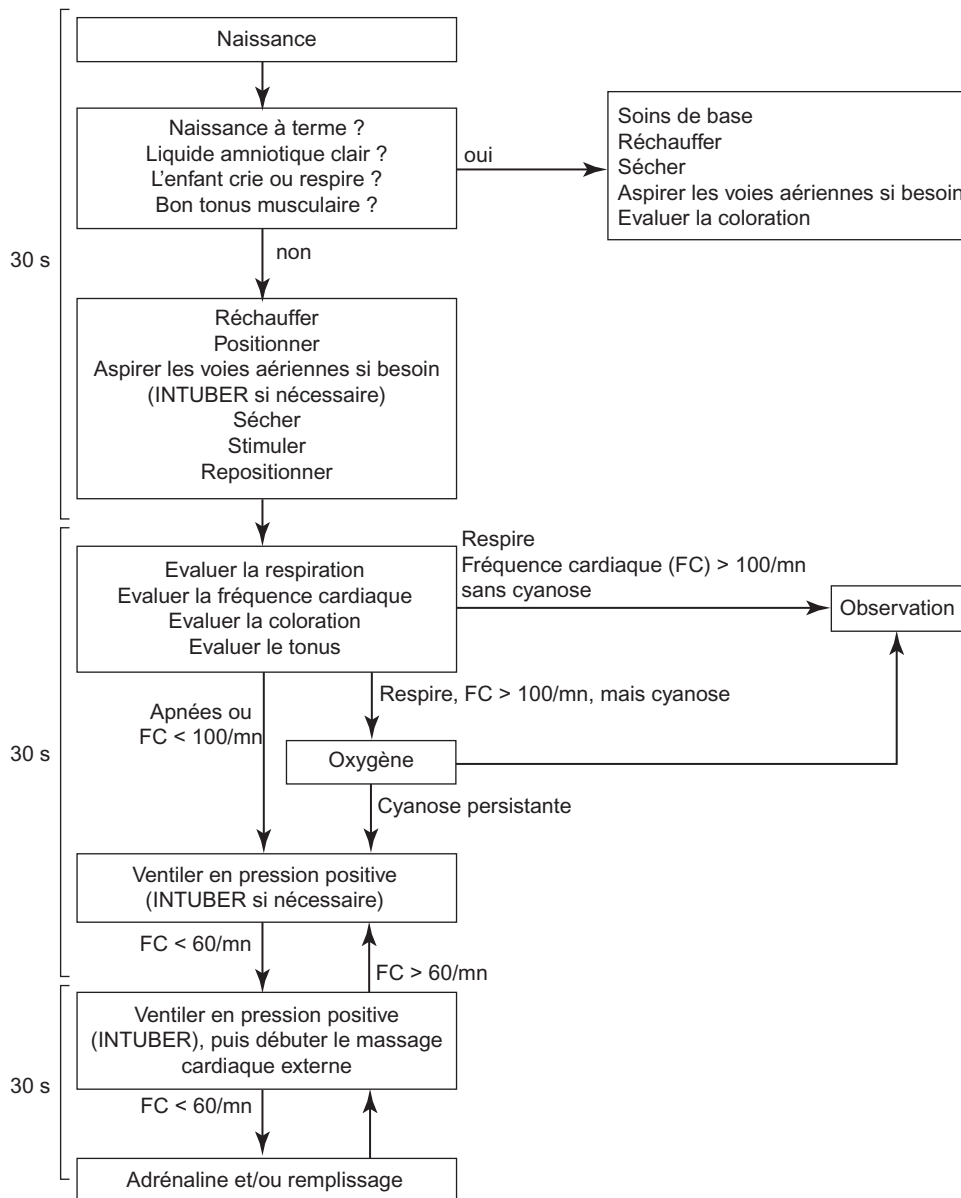 Naissance
Naissance à terme ?
Liquide amniotique clair ?
L'enfant crie ou respire ?
Bon tonus musculaire ?
oui
Soins de base
Réchauffer
Sécher
Aspirer les voies aériennes si besoin
Evaluer la coloration
30 s
non
Réchauffer
Positionner
Aspirer les voies aériennes si besoin
(INTUBER si nécessaire)
Sécher
Stimuler
Repositionner
Evaluer la respiration
Evaluer la fréquence cardiaque
Evaluer la coloration
Evaluer le tonus
Respire
Fréquence cardiaque (FC) > 100/mn
sans cyanose
Observation
Respire, FC > 100/mn, mais cyanose
Apnées ou
FC < 100/mn
30 s
Oxygène
Cyanose persistante
Ventiler en pression positive
(INTUBER si nécessaire)
FC < 60/mn
FC > 60/mn
Ventiler en pression positive
(INTUBER), puis débuter le massage
cardiaque externe
30 s
FC < 60/mn
Adrénaline et/ou remplissage